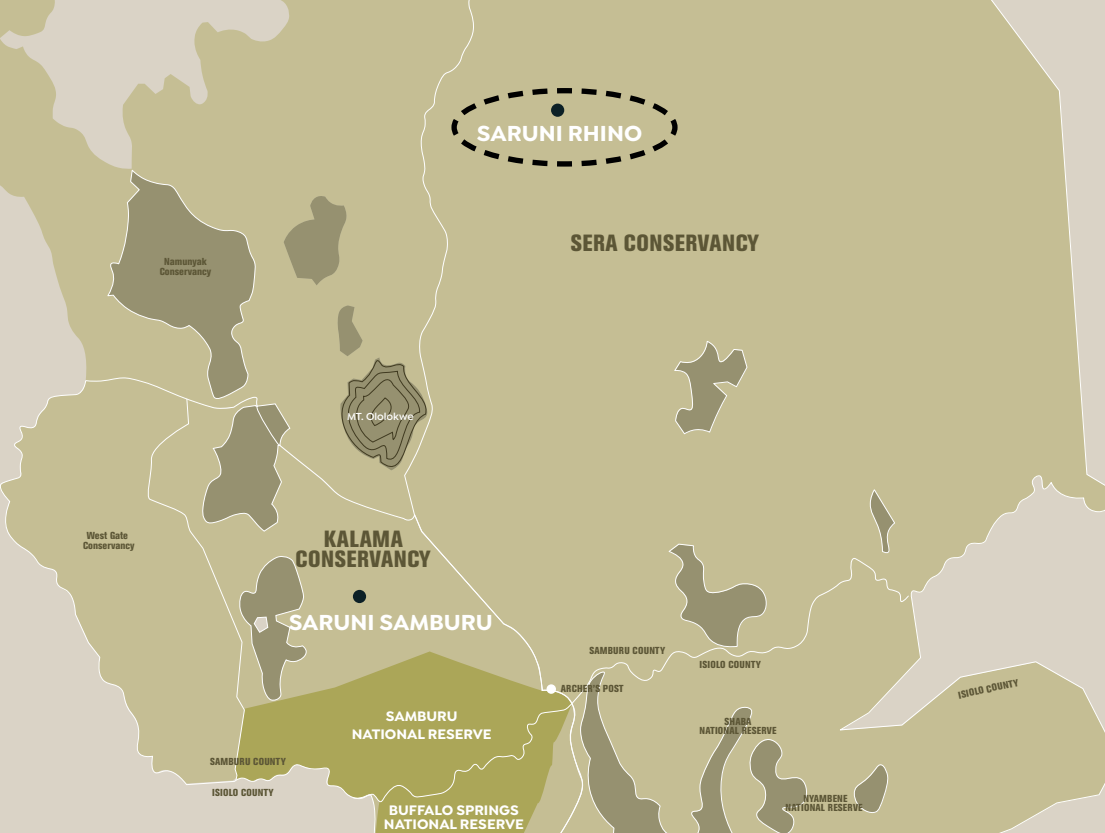 SARUNI RHINO
SERA CONSERVANCY
Namunyak
Conservancy
MT. Ololokwe
West Gate
Conservancy
KALAMA
CONSERVANCY
SARUNI SAMBURU
SAMBURU COUNTY
ISIOLO COUNTY
ARCHER'S POST
ISIOLO COUNTY
SAMBURU
NATIONAL RESERVE
SHABA
NATIONAL RESERVE
SAMBURU COUNTY
ISIOLO COUNTY
NYAMBENE
NATIONAL RESERVE
BUFFALO SPRINGS
NATIONAL RESERVE